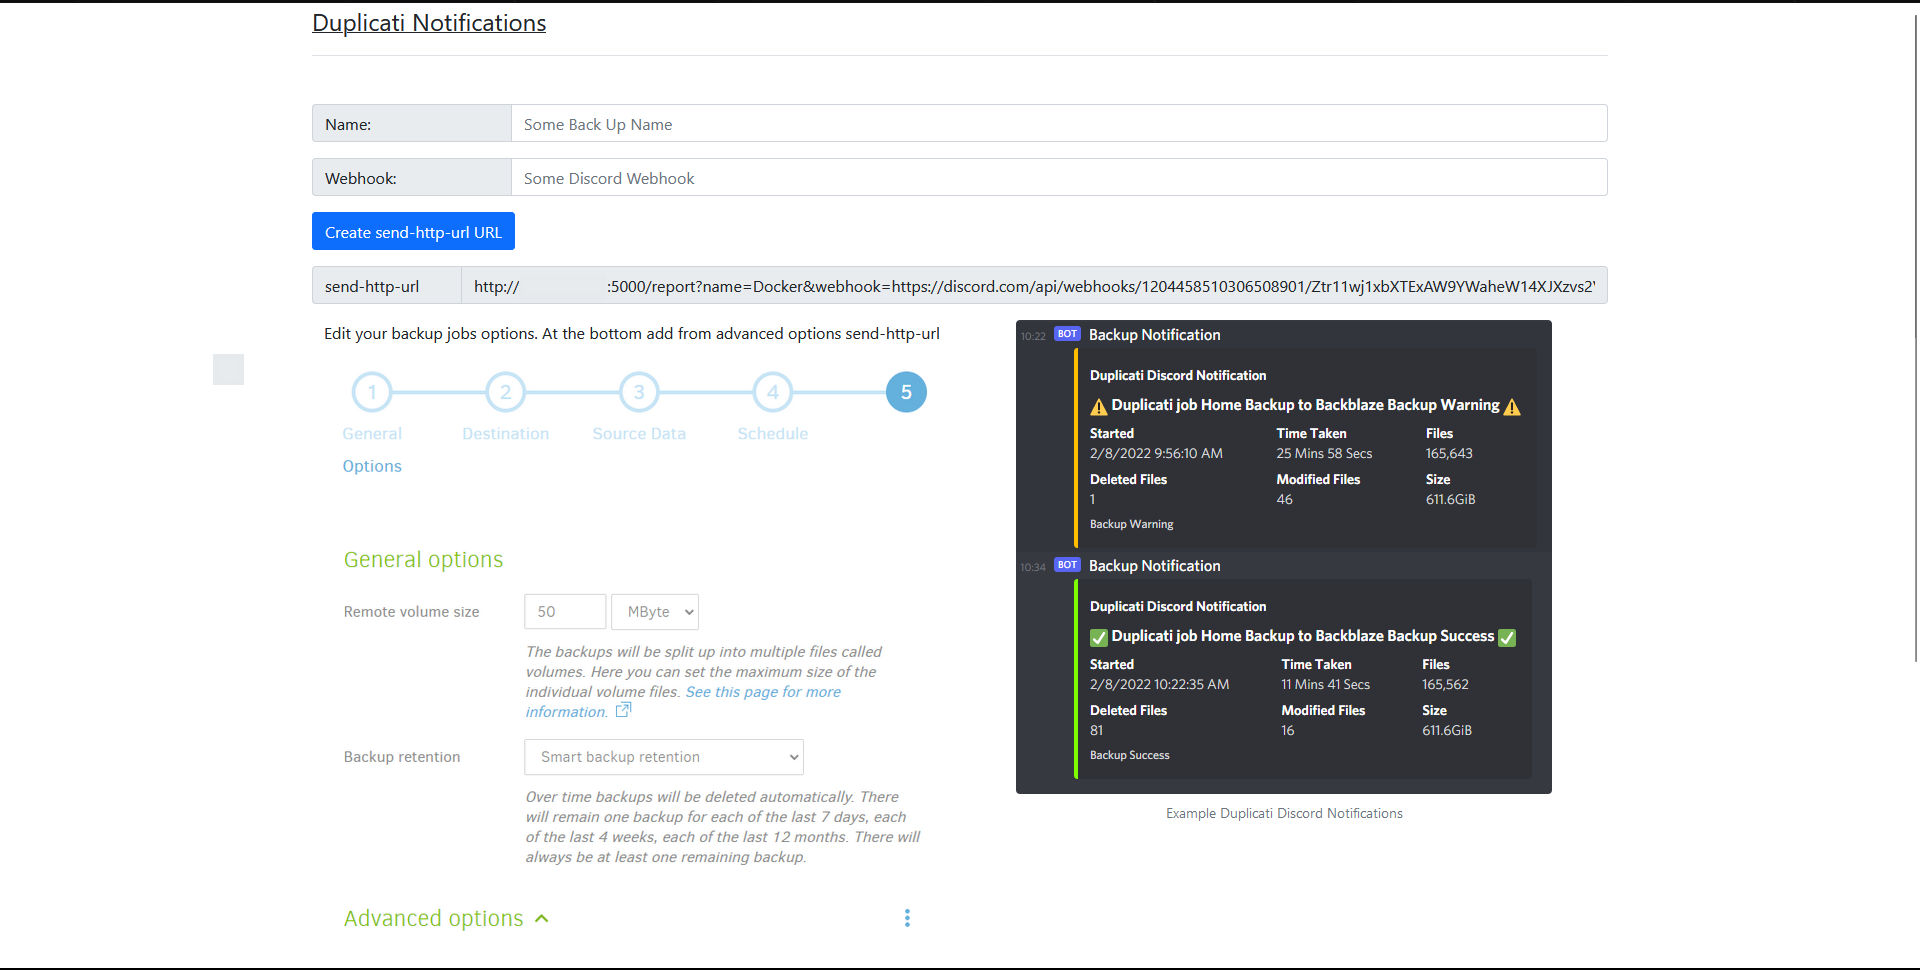 Duplicati Notifications
Name:
Some Back Up Name
Webhook:
Some Discord Webhook
Create send-http-url URL
send-http-url
http:// :5000/report?name=Docker&webhook=https://discord.com/api/webhooks/1204458510306508901/Ztr11wj1xbXTExAW9YWaheW14XJXzvs2
Edit your backup jobs options. At the bottom add from advanced options send-http-url
1 2 3 4 5
General Destination Source Data Schedule
Options
General options
Remote volume size
50
MByte
The backups will be split up into multiple files called
volumes. Here you can set the maximum size of the
individual volume files. See this page for more
information.
Backup retention
Smart backup retention
Over time backups will be deleted automatically. There
will remain one backup for each of the last 7 days, each
of the last 4 weeks, each of the last 12 months. There will
always be at least one remaining backup.
Advanced options
10:22 BOT Backup Notification
Duplicati Discord Notification
Duplicati job Home Backup to Backblaze Backup Warning
Started Time Taken Files
2/8/2022 9:56:10 AM 25 Mins 58 Secs 165,643
Deleted Files Modified Files Size
1 46 611.6GiB
Backup Warning
10:34 BOT Backup Notification
Duplicati Discord Notification
Duplicati job Home Backup to Backblaze Backup Success
Started Time Taken Files
2/8/2022 10:22:35 AM 11 Mins 41 Secs 165,562
Deleted Files Modified Files Size
81 16 611.6GiB
Backup Success
Example Duplicati Discord Notifications